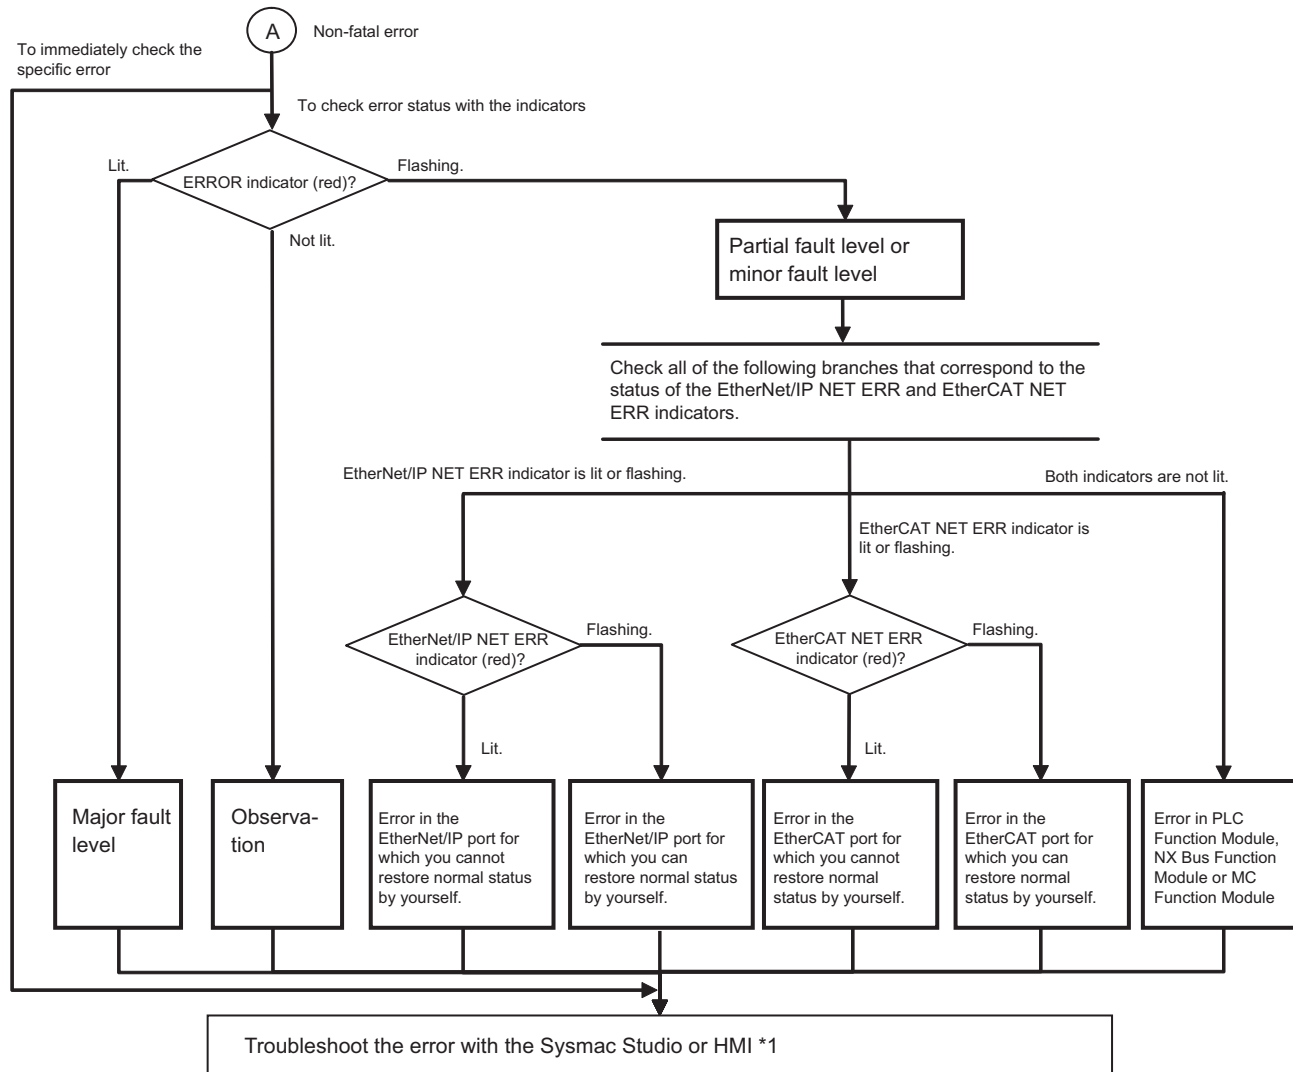 A
Non-fatal error
To immediately check the
specific error
To check error status with the indicators
Lit.
ERROR indicator (red)?
Flashing.
Not lit.
Partial fault level or
minor fault level
Check all of the following branches that correspond to the
status of the EtherNet/IP NET ERR and EtherCAT NET
ERR indicators.
EtherNet/IP NET ERR indicator is lit or flashing.
Both indicators are not lit.
EtherCAT NET ERR indicator is
lit or flashing.
EtherNet/IP NET ERR
indicator (red)?
Flashing.
EtherCAT NET ERR
indicator (red)?
Flashing.
Lit.
Lit.
Major fault
level
Observa-
tion
Error in the
EtherNet/IP port for
which you cannot
restore normal status
by yourself.
Error in the
EtherNet/IP port for
which you can
restore normal status
by yourself.
Error in the
EtherCAT port for
which you cannot
restore normal
status by yourself.
Error in the
EtherCAT port for
which you can
restore normal
status by yourself.
Error in PLC
Function Module,
NX Bus Function
Module or MC
Function Module
Troubleshoot the error with the Sysmac Studio or HMI *1